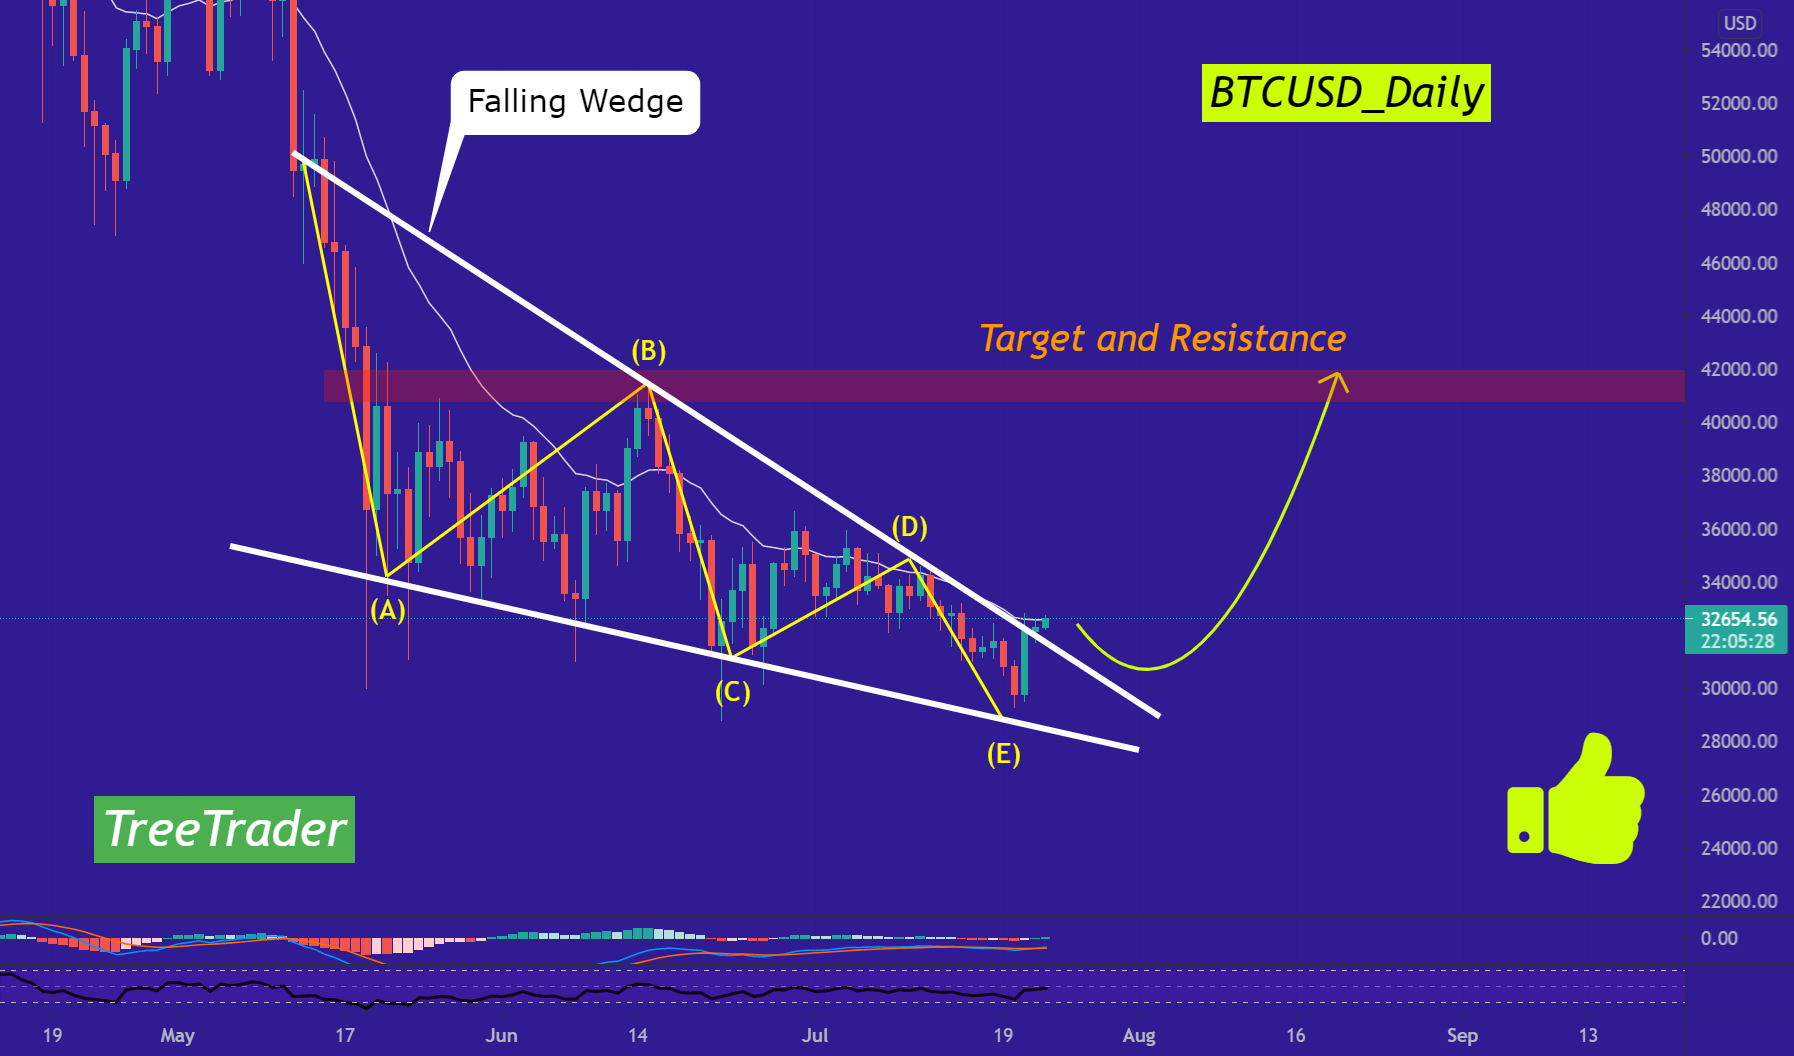 USD
54000.00
Falling Wedge
BTCUSD_Daily
52000.00
50000.00
48000.00
46000.00
44000.00
Target and Resistance
(B)
42000.00
40000.00
38000.00
36000.00
(D)
34000.00
(A)
32654.56
22:05:28
(C)
30000.00
(E)
28000.00
26000.00
TreeTrader
24000.00
22000.00
0.00
19 May 17 Jun 14 Jul 19 Aug 16 Sep 13